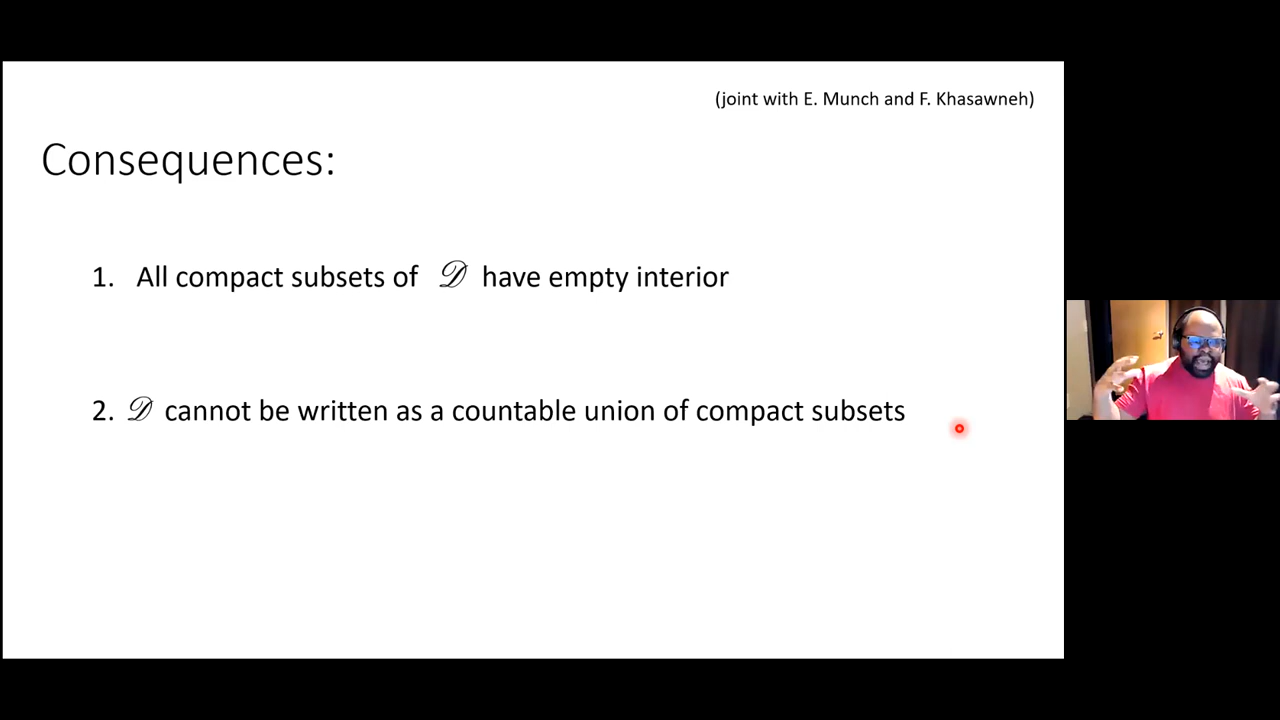 (joint with E. Munch and F. Khasawneh)
Consequences:
1. All compact subsets of 𝒟 have empty interior
2. 𝒟 cannot be written as a countable union of compact subsets